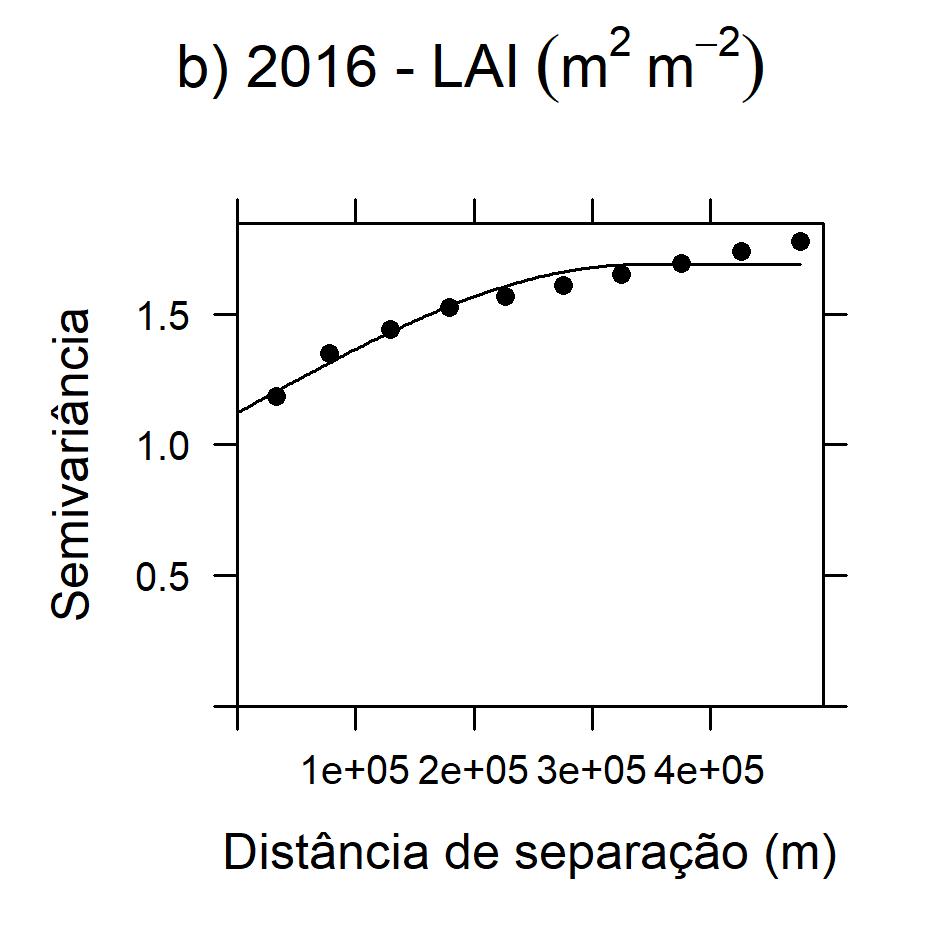 b) 2016 - LAI (m² m⁻²)
Semivariância
1.5
1.0
0.5
1e+05 2e+05 3e+05 4e+05
Distância de separação (m)